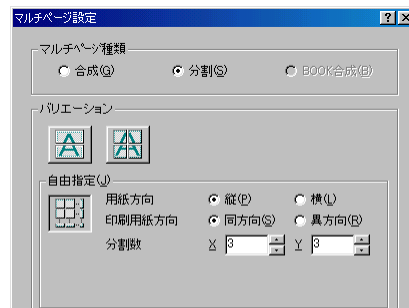 マルチページ設定
マルチページ種類
合成(G) 分割(S) BOOK合成(B)
バリエーション
A A
自由指定(J)
用紙方向 縦(P) 横(L)
印刷用紙方向 同方向(S) 異方向(R)
分割数 X 3 Y 3